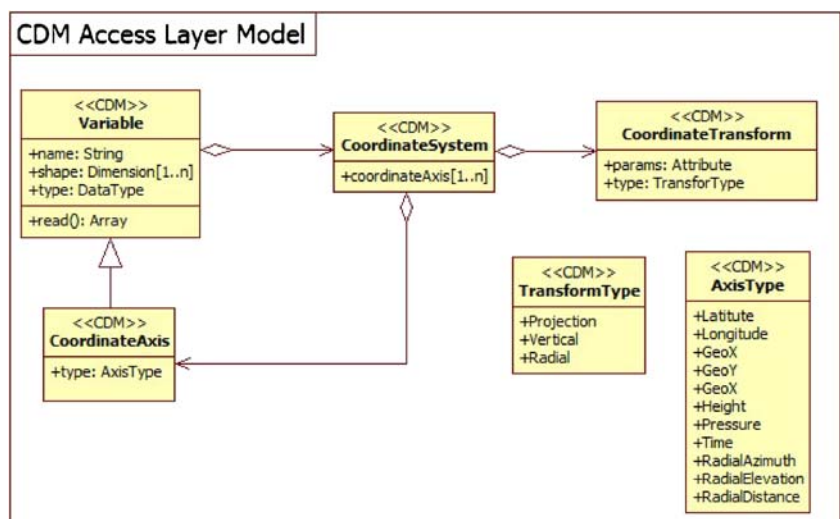 CDM Access Layer Model
<<CDM>>
Variable
+name: String
+shape: Dimension[1..n]
+type: DataType
+read(): Array
<<CDM>>
CoordinateSystem
+coordinateAxis[1..n]
<<CDM>>
CoordinateTransform
+params: Attribute
+type: TransforType
<<CDM>>
CoordinateAxis
+type: AxisType
<<CDM>>
TransformType
+Projection
+Vertical
+Radial
<<CDM>>
AxisType
+Latitute
+Longitude
+GeoX
+GeoY
+GeoX
+Height
+Pressure
+Time
+RadialAzimuth
+RadialElevation
+RadialDistance